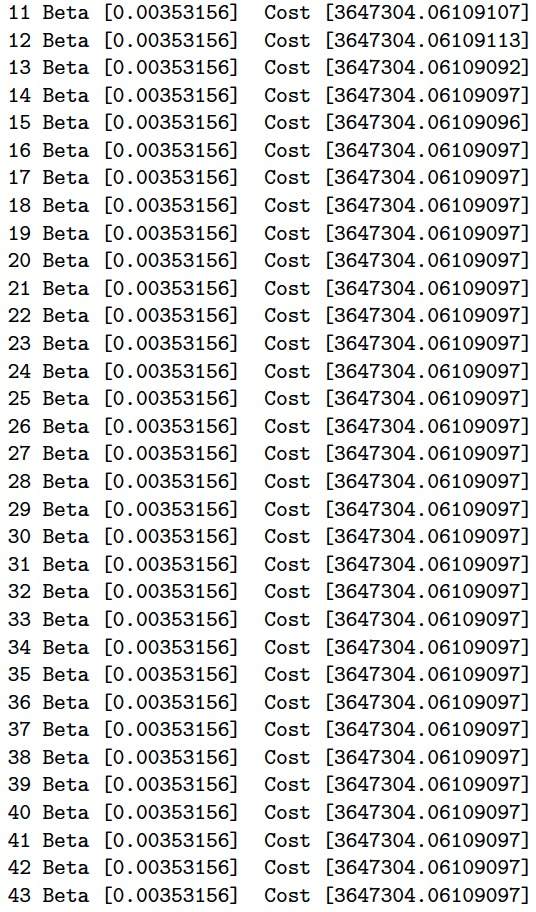 11 Beta [0.00353156]  Cost [3647304.06109107]
12 Beta [0.00353156]  Cost [3647304.06109113]
13 Beta [0.00353156]  Cost [3647304.06109092]
14 Beta [0.00353156]  Cost [3647304.06109097]
15 Beta [0.00353156]  Cost [3647304.06109096]
16 Beta [0.00353156]  Cost [3647304.06109097]
17 Beta [0.00353156]  Cost [3647304.06109097]
18 Beta [0.00353156]  Cost [3647304.06109097]
19 Beta [0.00353156]  Cost [3647304.06109097]
20 Beta [0.00353156]  Cost [3647304.06109097]
21 Beta [0.00353156]  Cost [3647304.06109097]
22 Beta [0.00353156]  Cost [3647304.06109097]
23 Beta [0.00353156]  Cost [3647304.06109097]
24 Beta [0.00353156]  Cost [3647304.06109097]
25 Beta [0.00353156]  Cost [3647304.06109097]
26 Beta [0.00353156]  Cost [3647304.06109097]
27 Beta [0.00353156]  Cost [3647304.06109097]
28 Beta [0.00353156]  Cost [3647304.06109097]
29 Beta [0.00353156]  Cost [3647304.06109097]
30 Beta [0.00353156]  Cost [3647304.06109097]
31 Beta [0.00353156]  Cost [3647304.06109097]
32 Beta [0.00353156]  Cost [3647304.06109097]
33 Beta [0.00353156]  Cost [3647304.06109097]
34 Beta [0.00353156]  Cost [3647304.06109097]
35 Beta [0.00353156]  Cost [3647304.06109097]
36 Beta [0.00353156]  Cost [3647304.06109097]
37 Beta [0.00353156]  Cost [3647304.06109097]
38 Beta [0.00353156]  Cost [3647304.06109097]
39 Beta [0.00353156]  Cost [3647304.06109097]
40 Beta [0.00353156]  Cost [3647304.06109097]
41 Beta [0.00353156]  Cost [3647304.06109097]
42 Beta [0.00353156]  Cost [3647304.06109097]
43 Beta [0.00353156]  Cost [3647304.06109097]